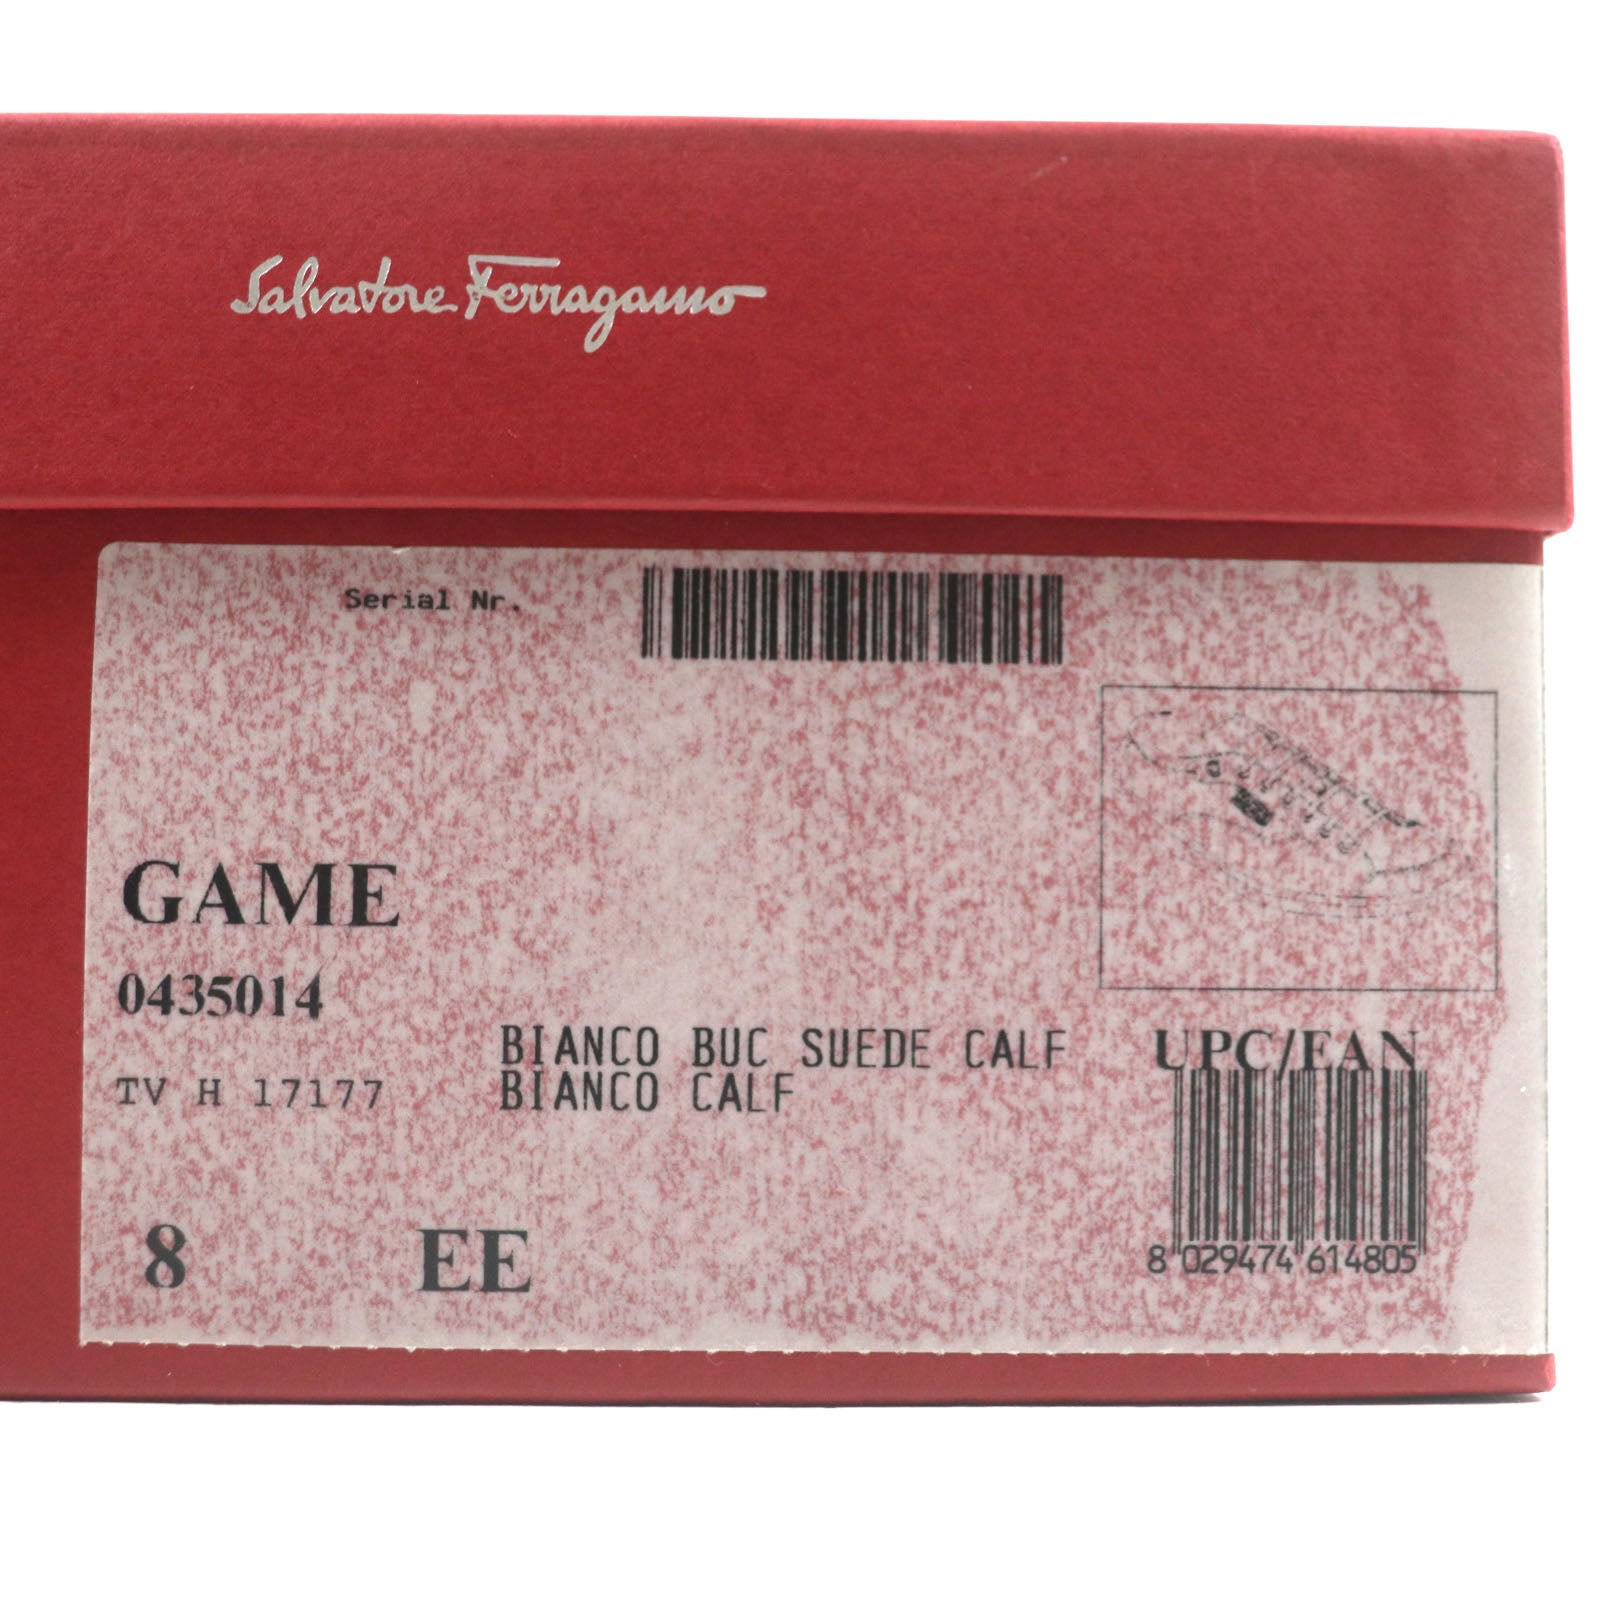 Salvatore Ferragamo
Serial Nr.
GAME
0435014
BIANCO BUC SUEDE CALF
UPC/EAN
TV H 17177
BIANCO CALF
8 EE
8 029474 614805